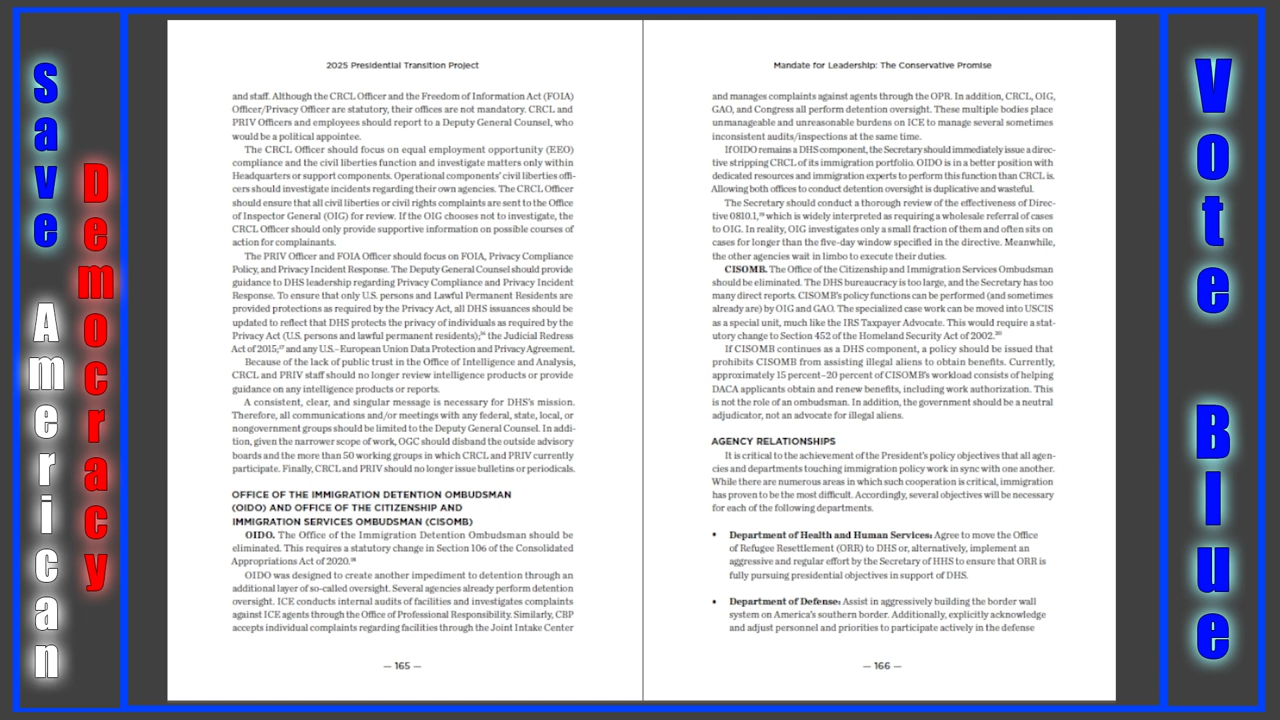 Save American
Democracy
2025 Presidential Transition Project
and staff. Although the CRCL Officer and the Freedom of Information Act (FOIA)
Officer/Privacy Officer are statutory, their offices are not mandatory. CRCL and
PRIV Officers and employees should report to a Deputy General Counsel, who
would be a political appointee.
The CRCL Officer should focus on equal employment opportunity (EEO)
compliance and the civil liberties function and investigate matters only within
Headquarters or support components. Operational components' civil liberties offi-
cers should investigate incidents regarding their own agencies. The CRCL Officer
should ensure that all civil liberties or civil rights complaints are sent to the Office
of Inspector General (OIG) for review. If the OIG chooses not to investigate, the
CRCL Officer should only provide supportive information on possible courses of
action for complainants.
The PRIV Officer and FOIA Officer should focus on FOIA, Privacy Compliance
Policy, and Privacy Incident Response. The Deputy General Counsel should provide
guidance to DHS leadership regarding Privacy Compliance and Privacy Incident
Response. To ensure that only U.S. persons and Lawful Permanent Residents are
provided protections as required by the Privacy Act, all DHS issuances should be
updated to reflect that DHS protects the privacy of individuals as required by the
Privacy Act (U.S. persons and lawful permanent residents);¹⁶ the Judicial Redress
Act of 2015;¹⁷ and any U.S.–European Union Data Protection and Privacy Agreement.
Because of the lack of public trust in the Office of Intelligence and Analysis,
CRCL and PRIV staff should no longer review intelligence products or provide
guidance on any intelligence products or reports.
A consistent, clear, and singular message is necessary for DHS's mission.
Therefore, all communications and/or meetings with any federal, state, local, or
nongovernment groups should be limited to the Deputy General Counsel. In addi-
tion, given the narrower scope of work, OGC should disband the outside advisory
boards and the more than 50 working groups in which CRCL and PRIV currently
participate. Finally, CRCL and PRIV should no longer issue bulletins or periodicals.
OFFICE OF THE IMMIGRATION DETENTION OMBUDSMAN
(OIDO) AND OFFICE OF THE CITIZENSHIP AND
IMMIGRATION SERVICES OMBUDSMAN (CISOMB)
OIDO. The Office of the Immigration Detention Ombudsman should be
eliminated. This requires a statutory change in Section 106 of the Consolidated
Appropriations Act of 2020.¹⁸
OIDO was designed to create another impediment to detention through an
additional layer of so-called oversight. Several agencies already perform detention
oversight. ICE conducts internal audits of facilities and investigates complaints
against ICE agents through the Office of Professional Responsibility. Similarly, CBP
accepts individual complaints regarding facilities through the Joint Intake Center
— 165 —
Mandate for Leadership: The Conservative Promise
and manages complaints against agents through the OPR. In addition, CRCL, OIG,
GAO, and Congress all perform detention oversight. These multiple bodies place
unmanageable and unreasonable burdens on ICE to manage several sometimes
inconsistent audits/inspections at the same time.
If OIDO remains a DHS component, the Secretary should immediately issue a direc-
tive stripping CRCL of its immigration portfolio. OIDO is in a better position with
dedicated resources and immigration experts to perform this function than CRCL is.
Allowing both offices to conduct detention oversight is duplicative and wasteful.
The Secretary should conduct a thorough review of the effectiveness of Direc-
tive 0810.1,¹⁹ which is widely interpreted as requiring a wholesale referral of cases
to OIG. In reality, OIG investigates only a small fraction of them and often sits on
cases for longer than the five-day window specified in the directive. Meanwhile,
the other agencies wait in limbo to execute their duties.
CISOMB. The Office of the Citizenship and Immigration Services Ombudsman
should be eliminated. The DHS bureaucracy is too large, and the Secretary has too
many direct reports. CISOMB's policy functions can be performed (and sometimes
already are) by OIG and GAO. The specialized case work can be moved into USCIS
as a special unit, much like the IRS Taxpayer Advocate. This would require a stat-
utory change to Section 452 of the Homeland Security Act of 2002.²⁰
If CISOMB continues as a DHS component, a policy should be issued that
prohibits CISOMB from assisting illegal aliens to obtain benefits. Currently,
approximately 15 percent–20 percent of CISOMB's workload consists of helping
DACA applicants obtain and renew benefits, including work authorization. This
is not the role of an ombudsman. In addition, the government should be a neutral
adjudicator, not an advocate for illegal aliens.
AGENCY RELATIONSHIPS
It is critical to the achievement of the President's policy objectives that all agen-
cies and departments touching immigration policy work in sync with one another.
While there are numerous areas in which such cooperation is critical, immigration
has proven to be the most difficult. Accordingly, several objectives will be necessary
for each of the following departments.
• Department of Health and Human Services: Agree to move the Office
of Refugee Resettlement (ORR) to DHS or, alternatively, implement an
aggressive and regular effort by the Secretary of HHS to ensure that ORR is
fully pursuing presidential objectives in support of DHS.
• Department of Defense: Assist in aggressively building the border wall
system on America's southern border. Additionally, explicitly acknowledge
and adjust personnel and priorities to participate actively in the defense
— 166 —
Vote Blue